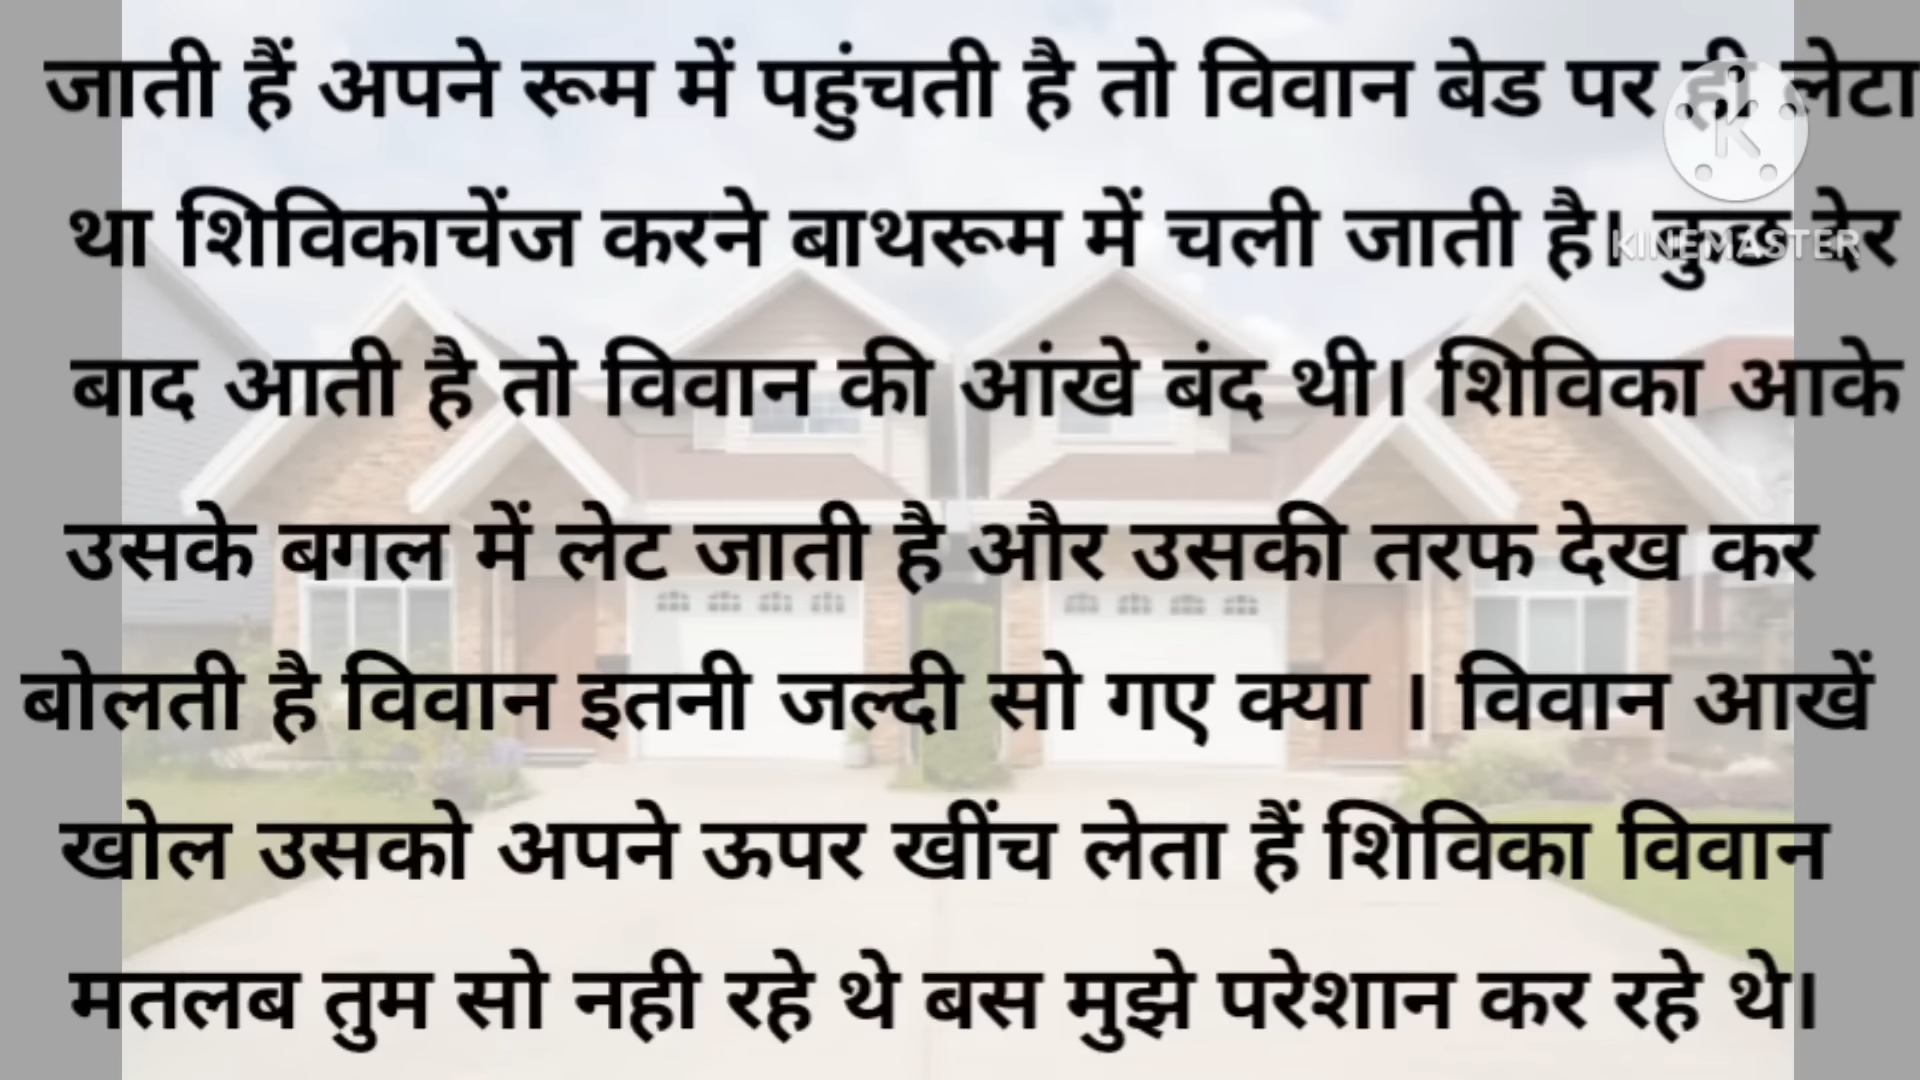 जाती हैं अपने रूम में पहुंचती है तो विवान बेड पर ही लेटा
था शिविकाचेंज करने बाथरूम में चली जाती है। कुछ देर
बाद आती है तो विवान की आंखे बंद थी। शिविका आके
उसके बगल में लेट जाती है और उसकी तरफ देख कर
बोलती है विवान इतनी जल्दी सो गए क्या । विवान आखें
खोल उसको अपने ऊपर खींच लेता हैं शिविका विवान
मतलब तुम सो नही रहे थे बस मुझे परेशान कर रहे थे।
K
KINEMASTER